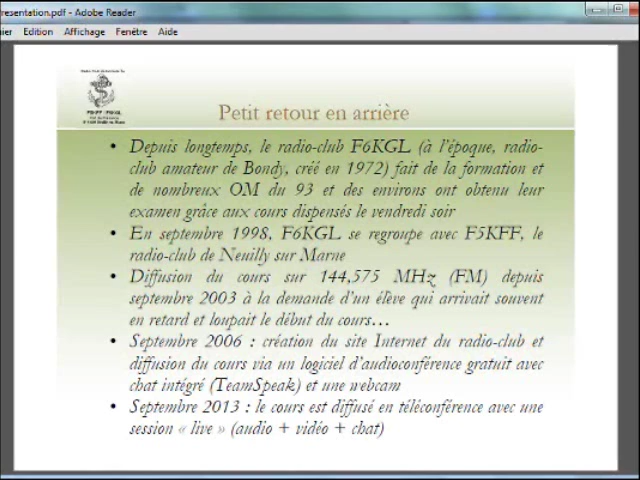 resentation.pdf - Adobe Reader
ier Edition Affichage Fenêtre Aide
Petit retour en arrière
• Depuis longtemps, le radio-club F6KGL (à l'époque, radio-
club amateur de Bondy, créé en 1972) fait de la formation et
de nombreux OM du 93 et des environs ont obtenu leur
examen grâce aux cours dispensés le vendredi soir
• En septembre 1998, F6KGL se regroupe avec F5KFF, le
radio-club de Neuilly sur Marne
• Diffusion du cours sur 144,575 MHz (FM) depuis
septembre 2003 à la demande d'un élève qui arrivait souvent
en retard et loupait le début du cours…
• Septembre 2006 : création du site Internet du radio-club et
diffusion du cours via un logiciel d'audioconférence gratuit avec
chat intégré (TeamSpeak) et une webcam
• Septembre 2013 : le cours est diffusé en téléconférence avec une
session « live » (audio + vidéo + chat)